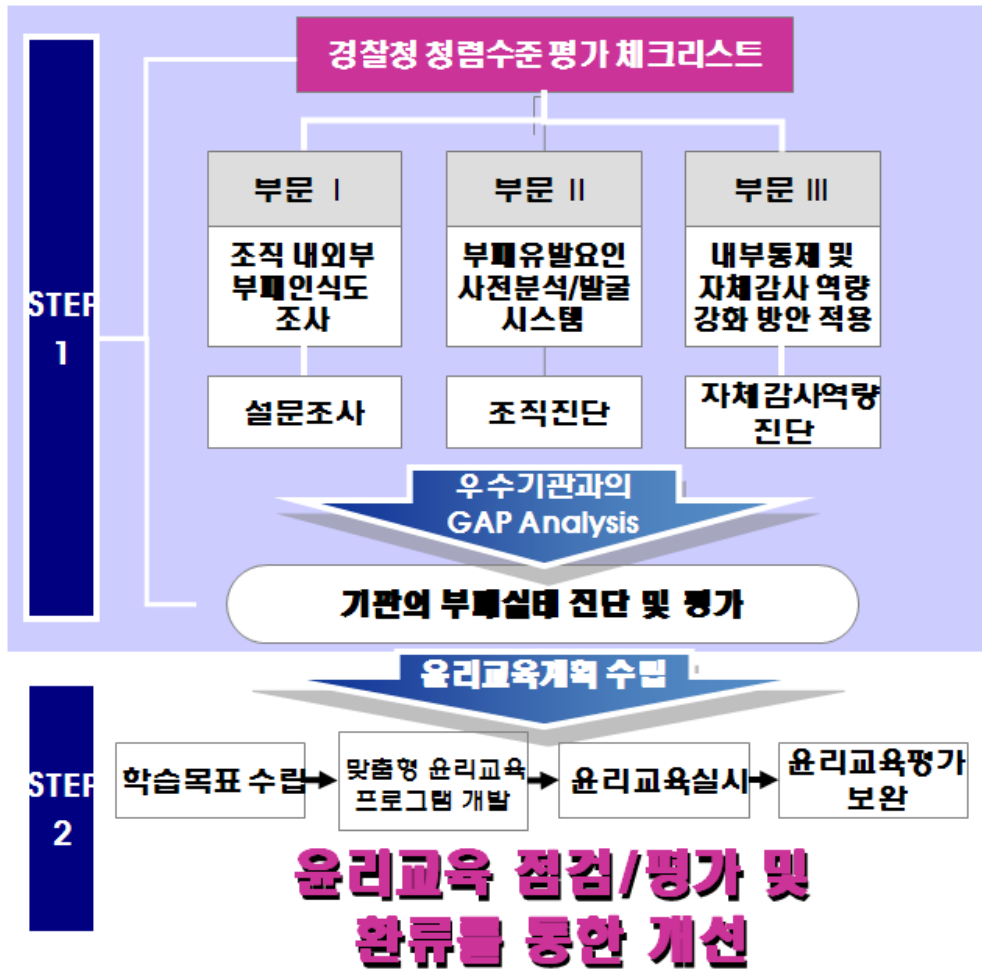 경찰청 청렴수준 평가 체크리스트
STEP
1
부문 Ⅰ
부문 Ⅱ
부문 Ⅲ
조직 내외부
부패인식도
조사
부패유발요인
사전분석/발굴
시스템
내부통제 및
자체감사 역량
강화 방안 적용
설문조사
조직진단
자체감사역량
진단
우수기관과의
GAP Analysis
기관의 부패실태 진단 및 평가
윤리교육계획 수립
STEP
2
학습목표 수립
맞춤형 윤리교육
프로그램 개발
윤리교육실시
윤리교육평가
보완
윤리교육 점검/평가 및
환류를 통한 개선